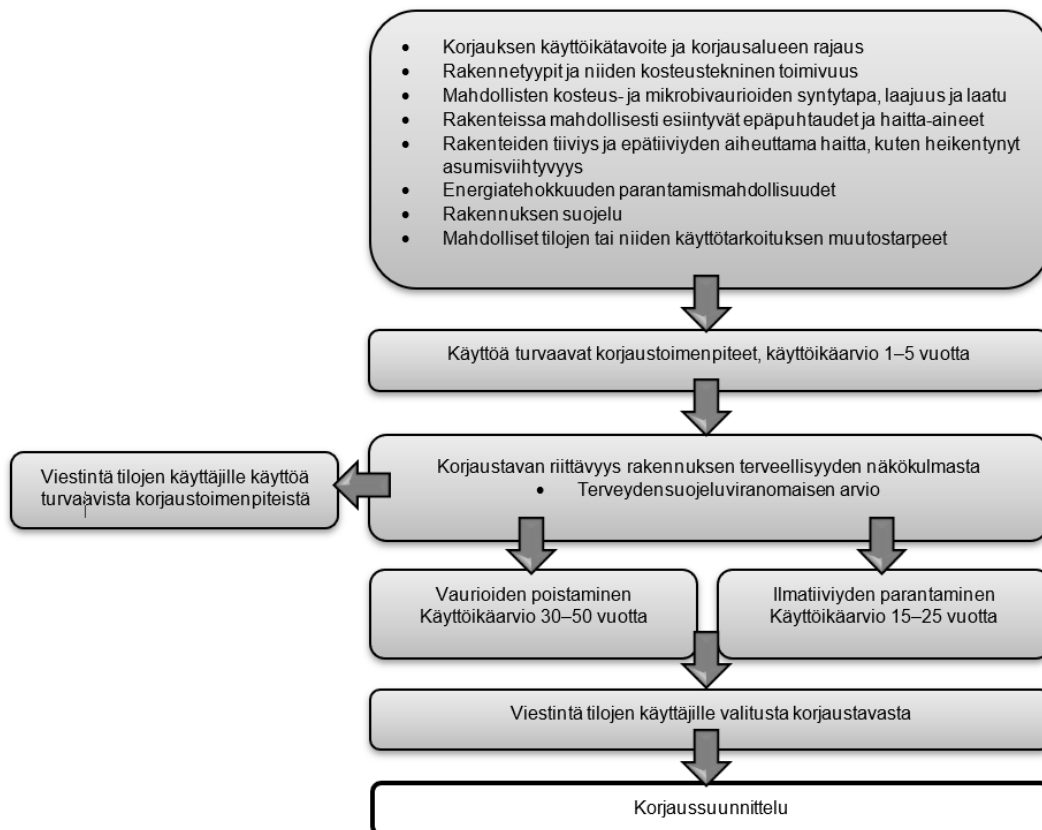 • Korjauksen käyttöikätavoite ja korjausalueen rajaus
• Rakennetyypit ja niiden kosteustekninen toimivuus
• Mahdollisten kosteus- ja mikrobivaurioiden syntytapa, laajuus ja laatu
• Rakenteissa mahdollisesti esiintyvät epäpuhtaudet ja haitta-aineet
• Rakenteiden tiiviys ja epätiiviyden aiheuttama haitta, kuten heikentynyt
asumisviihtyvyys
• Energiatehokkuuden parantamismahdollisuudet
• Rakennuksen suojelu
• Mahdolliset tilojen tai niiden käyttötarkoituksen muutostarpeet
Käyttöä turvaavat korjaustoimenpiteet, käyttöikäarvio 1–5 vuotta
Korjaustavan riittävyys rakennuksen terveellisyyden näkökulmasta
• Terveydensuojeluviranomaisen arvio
Viestintä tilojen käyttäjille käyttöä
turvaavista korjaustoimenpiteistä
Vaurioiden poistaminen
Käyttöikäarvio 30–50 vuotta
Ilmatiiviyden parantaminen
Käyttöikäarvio 15–25 vuotta
Viestintä tilojen käyttäjille valitusta korjaustavasta
Korjaussuunnittelu